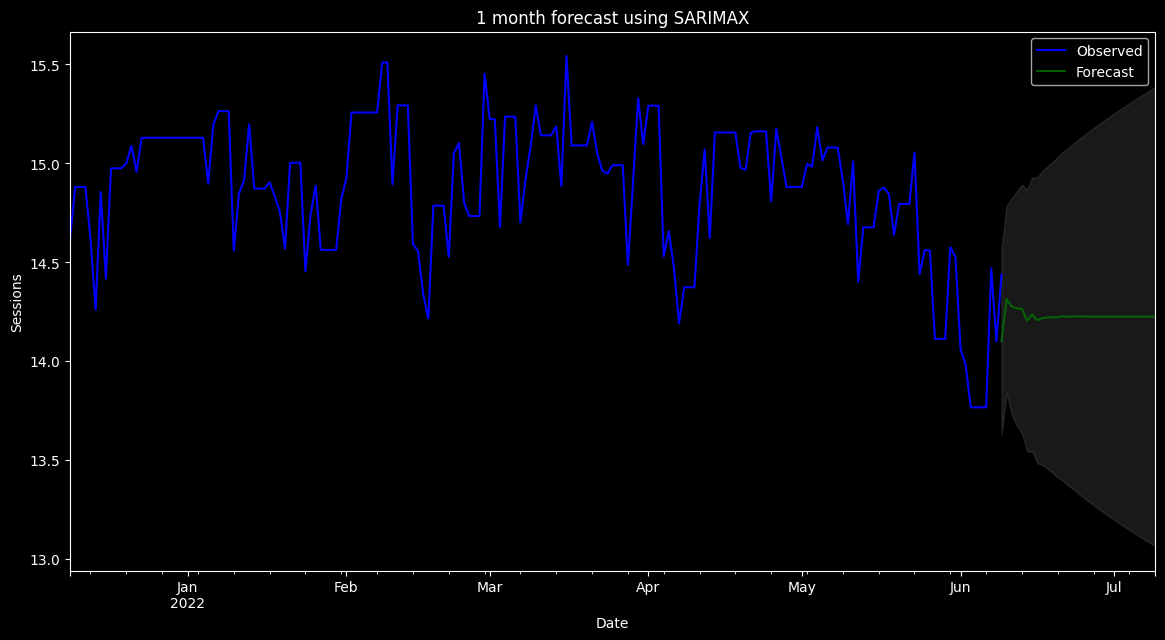 1 month forecast using SARIMAX
Observed
Forecast
15.5
15.0
14.5
14.0
13.5
13.0
Sessions
Jan
2022
Feb
Mar
Apr
May
Jun
Jul
Date